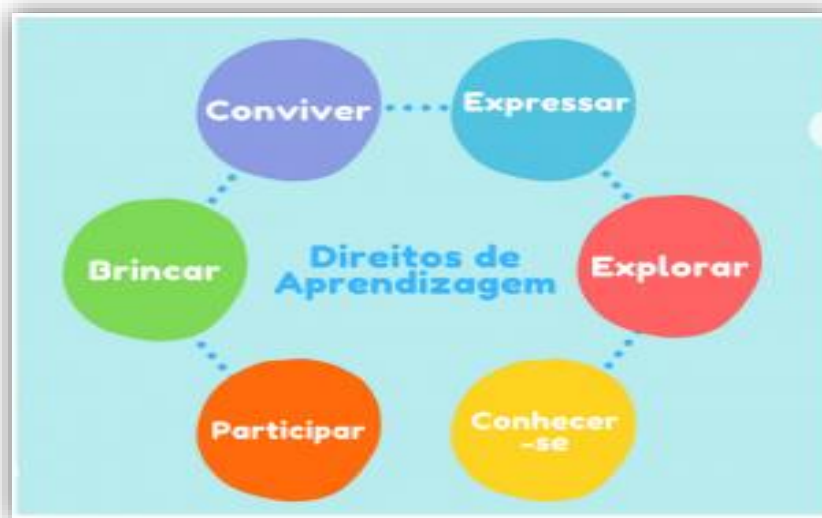 Conviver
Expressar
Brincar
Direitos de
Aprendizagem
Explorar
Participar
Conhecer
-se